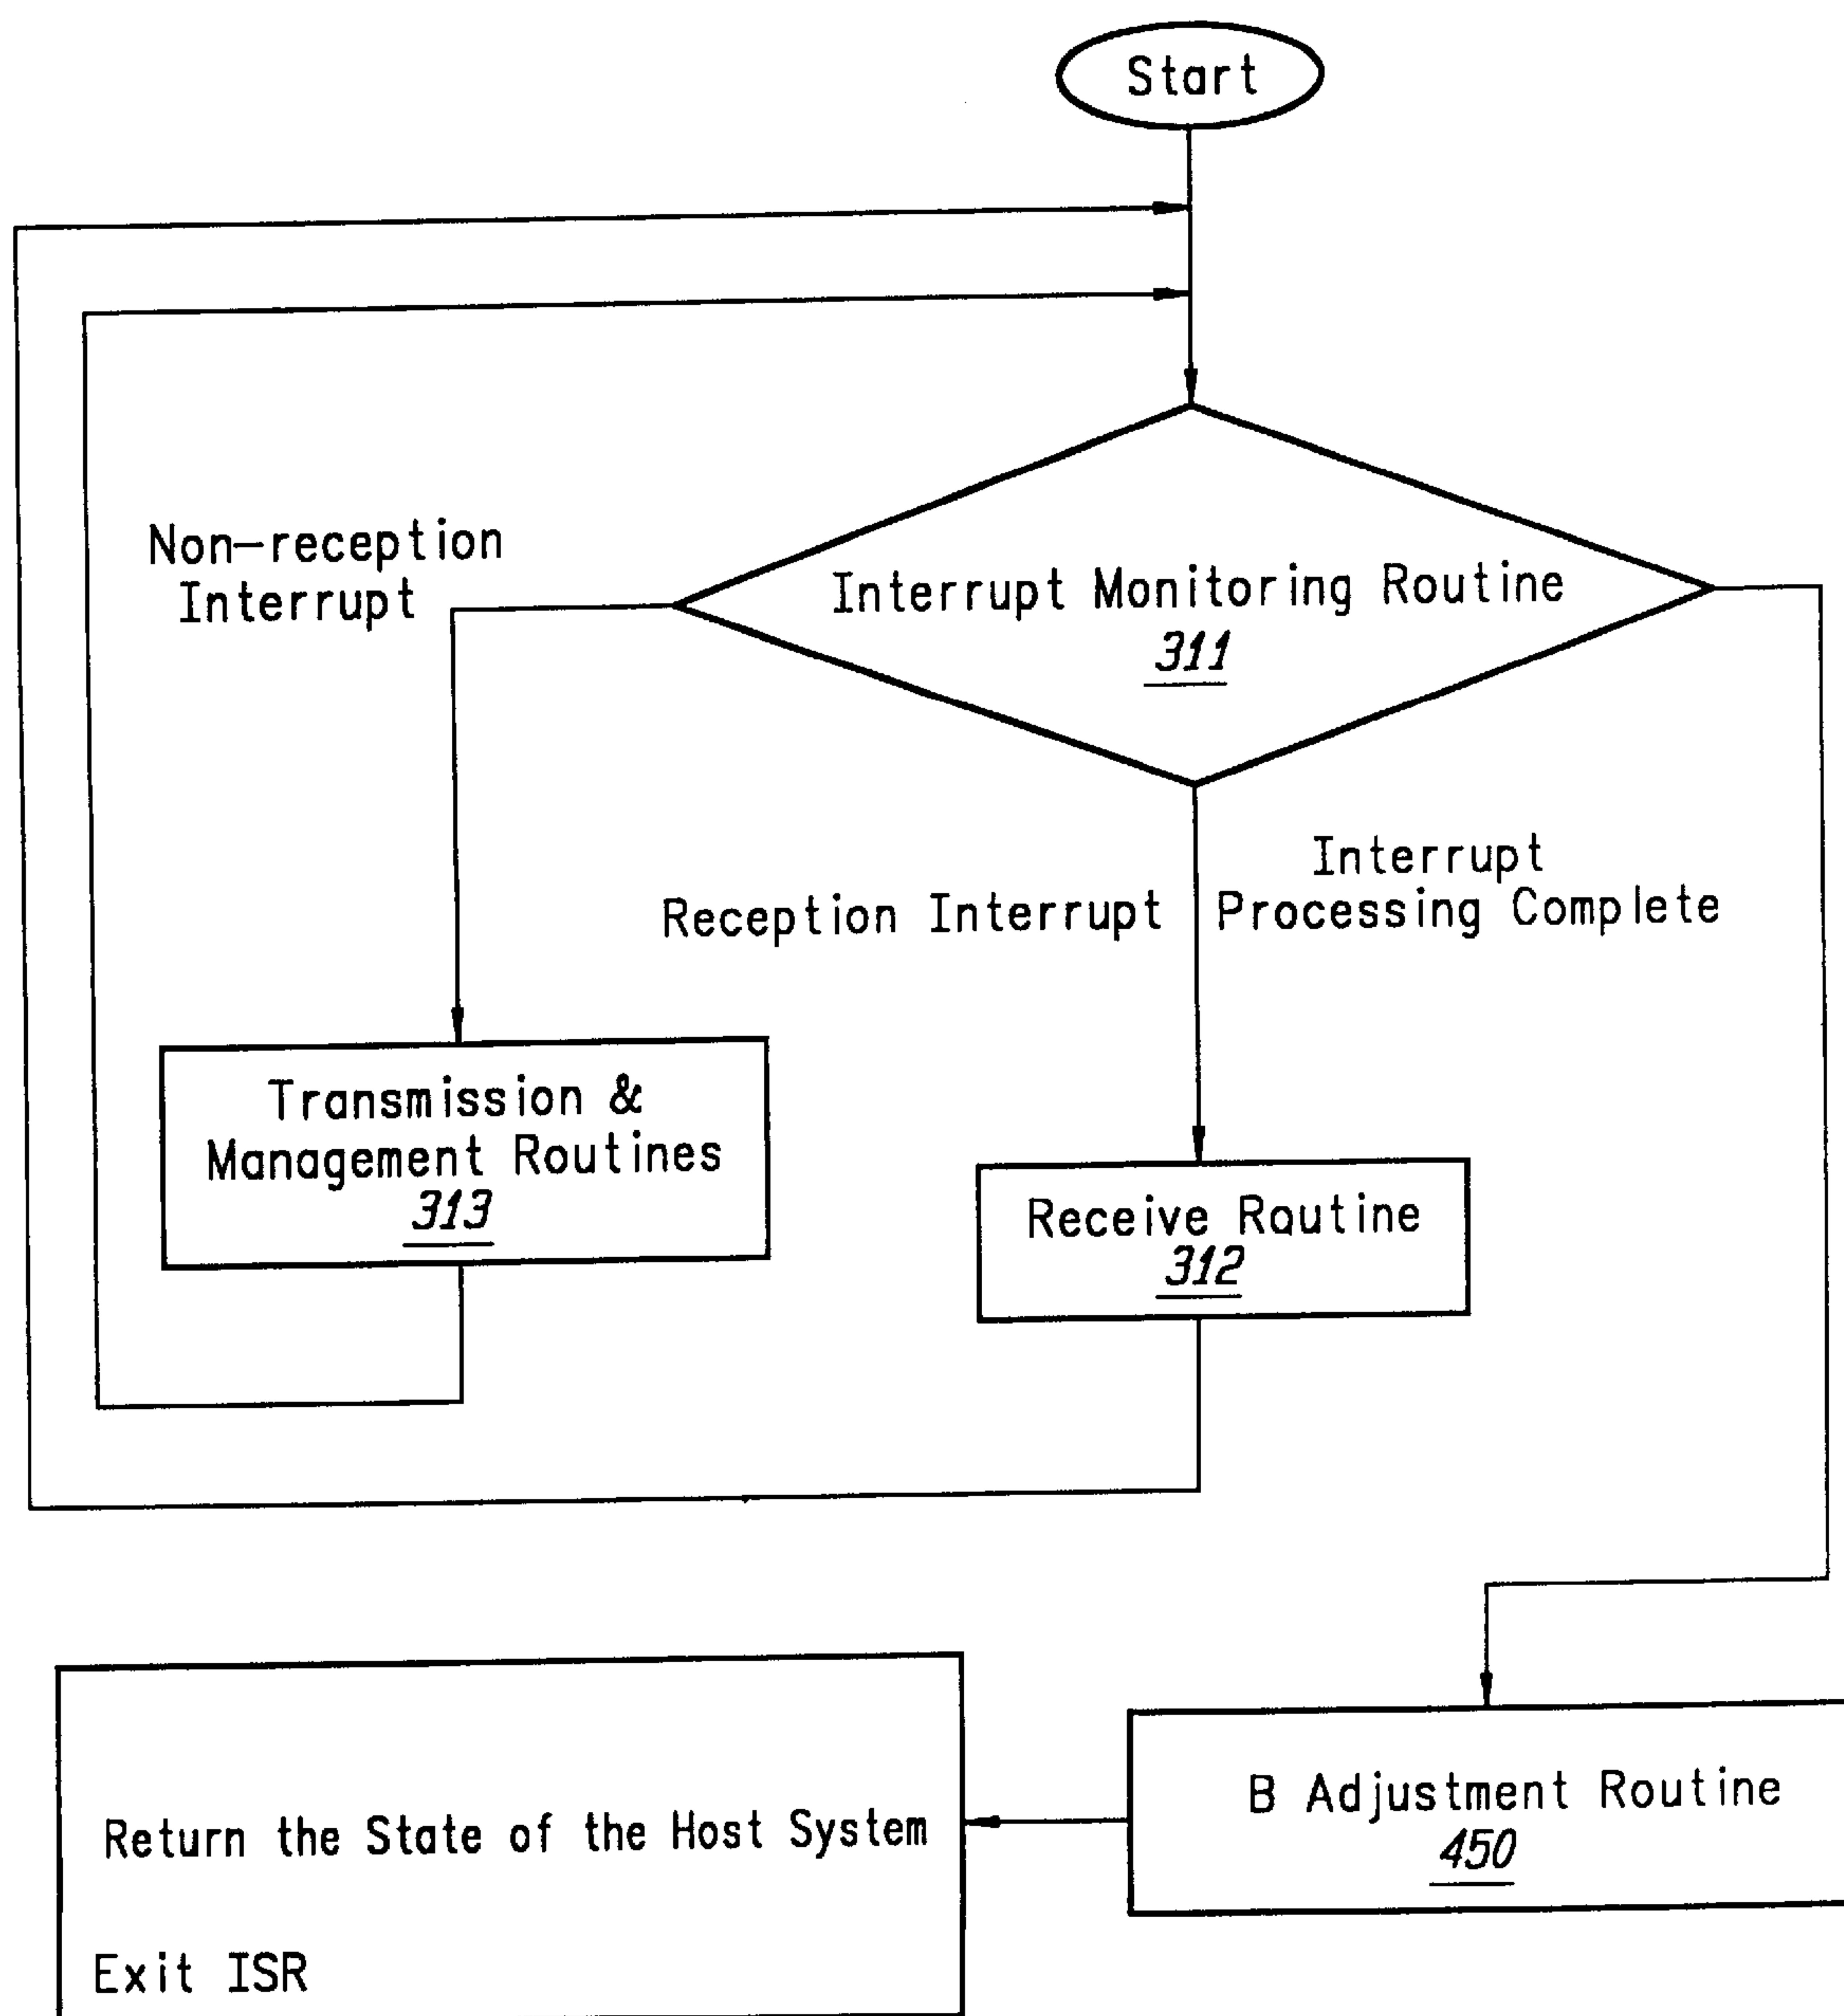 Start
Non-reception
Interrupt
Interrupt Monitoring Routine
311
Reception Interrupt
Interrupt
Processing Complete
Transmission &
Management Routines
313
Receive Routine
312
B Adjustment Routine
450
Return the State of the Host System
Exit ISR